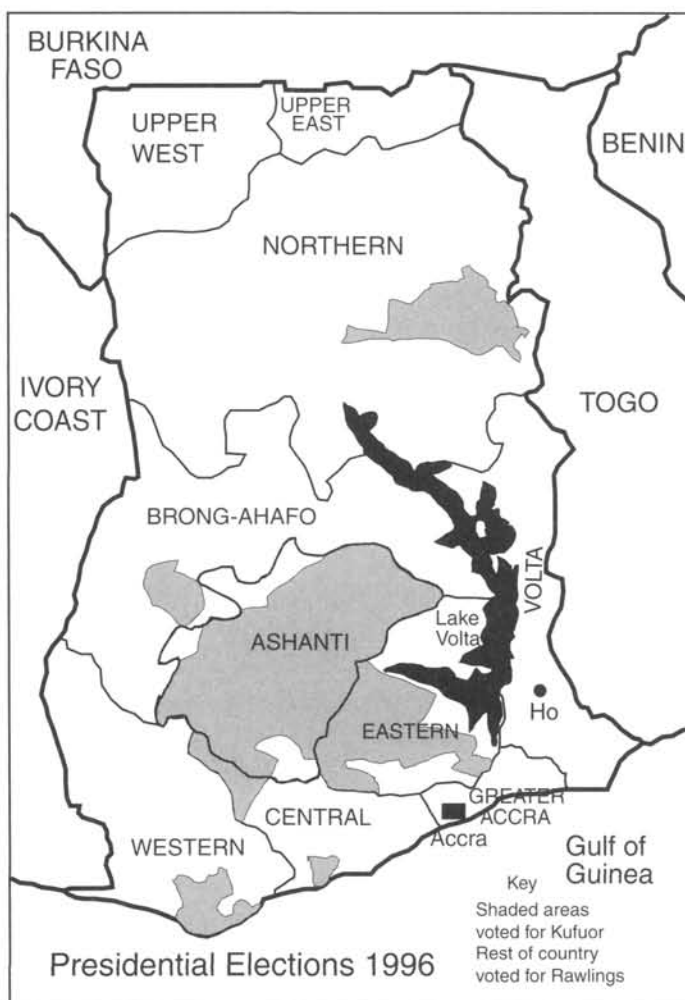 BURKINA
FASO
UPPER
WEST
UPPER
EAST
BENIN
NORTHERN
IVORY
COAST
TOGO
BRONG-AHAFO
VOLTA
Lake
Volta
ASHANTI
Ho
EASTERN
CENTRAL
GREATER
ACCRA
Accra
WESTERN
Gulf of
Guinea
Key
Shaded areas
voted for Kufuor
Rest of country
voted for Rawlings
Presidential Elections 1996